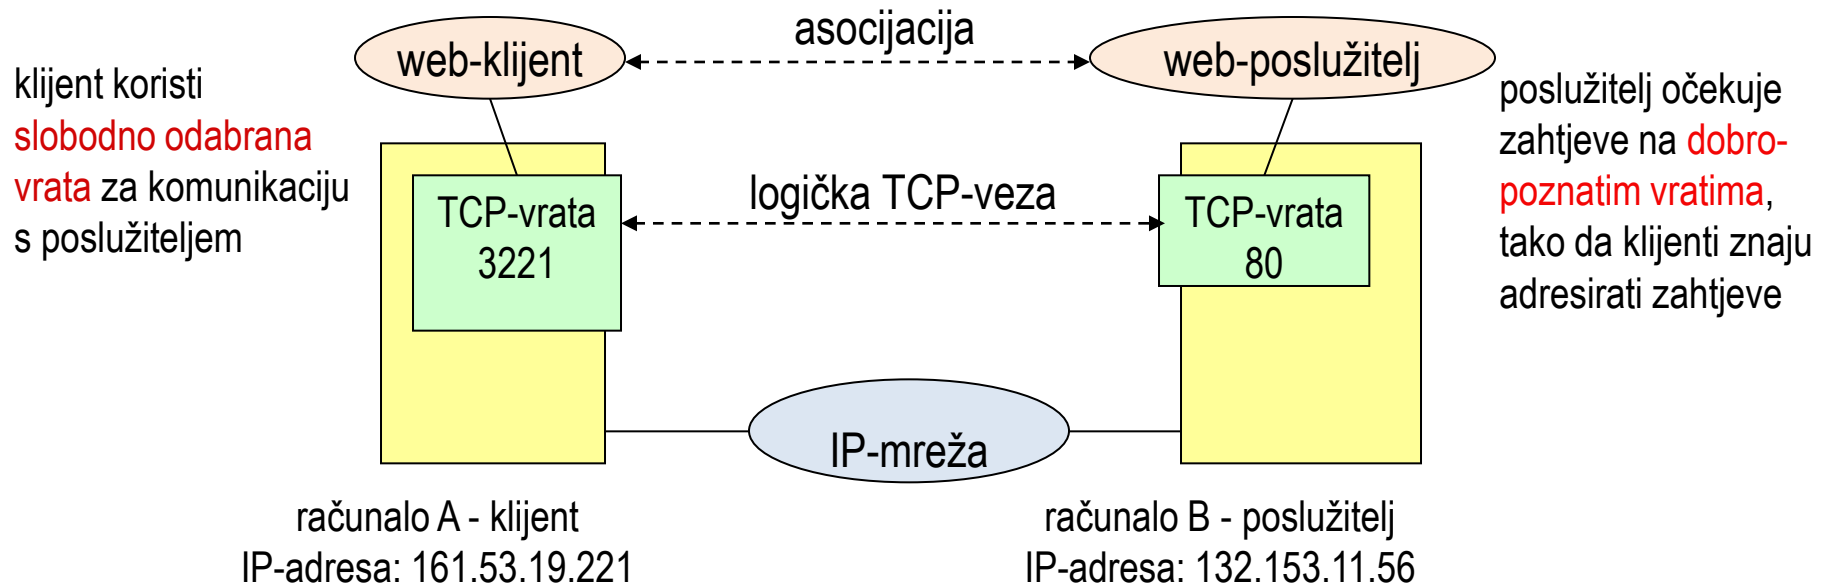 asocijacija
web-klijent
web-poslužitelj
klijent koristi
slobodno odabrana
vrata za komunikaciju
s poslužiteljem
poslužitelj očekuje
zahtjeve na dobro-
poznatim vratima,
tako da klijenti znaju
adresirati zahtjeve
logička TCP-veza
TCP-vrata
3221
TCP-vrata
80
IP-mreža
računalo A - klijent
IP-adresa: 161.53.19.221
računalo B - poslužitelj
IP-adresa: 132.153.11.56